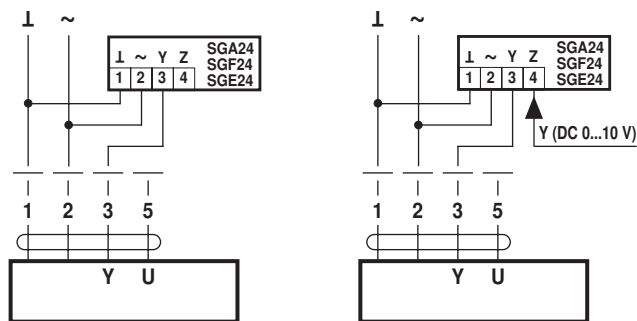 ⊥ ~
⊥ ~ Y Z
1 2 3 4
SGA24
SGF24
SGE24
1 2 3 5
Y U
⊥ ~
⊥ ~ Y Z
1 2 3 4
SGA24
SGF24
SGE24
Y (DC 0...10 V)
1 2 3 5
Y U